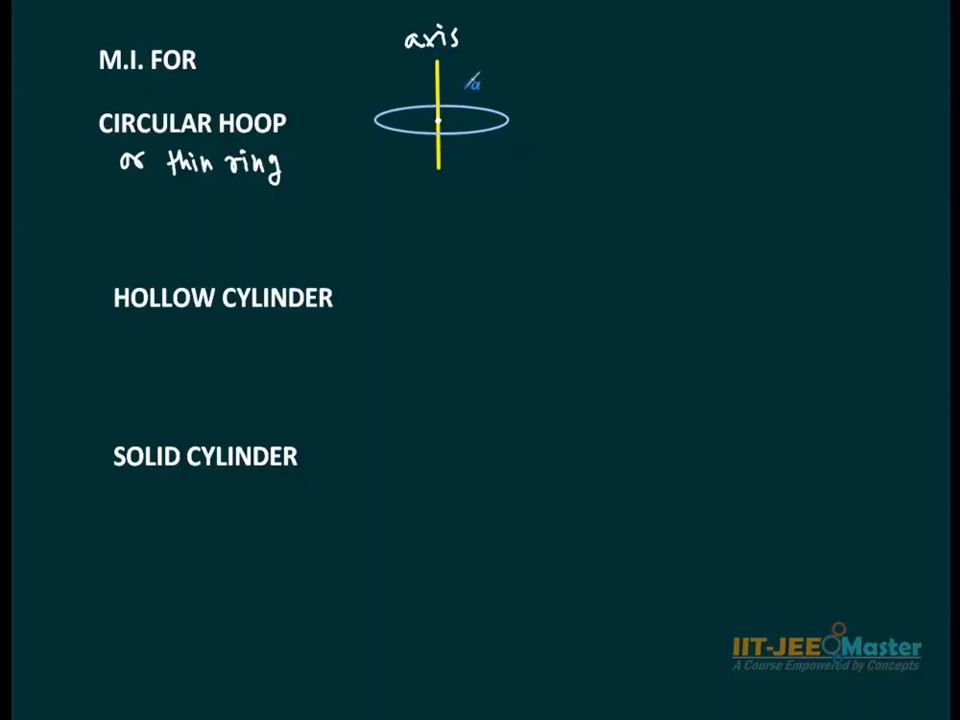 axis
M.I. FOR
CIRCULAR HOOP
or thin ring
HOLLOW CYLINDER
SOLID CYLINDER
IIT-JEE Master
A Course Empowered by Concepts